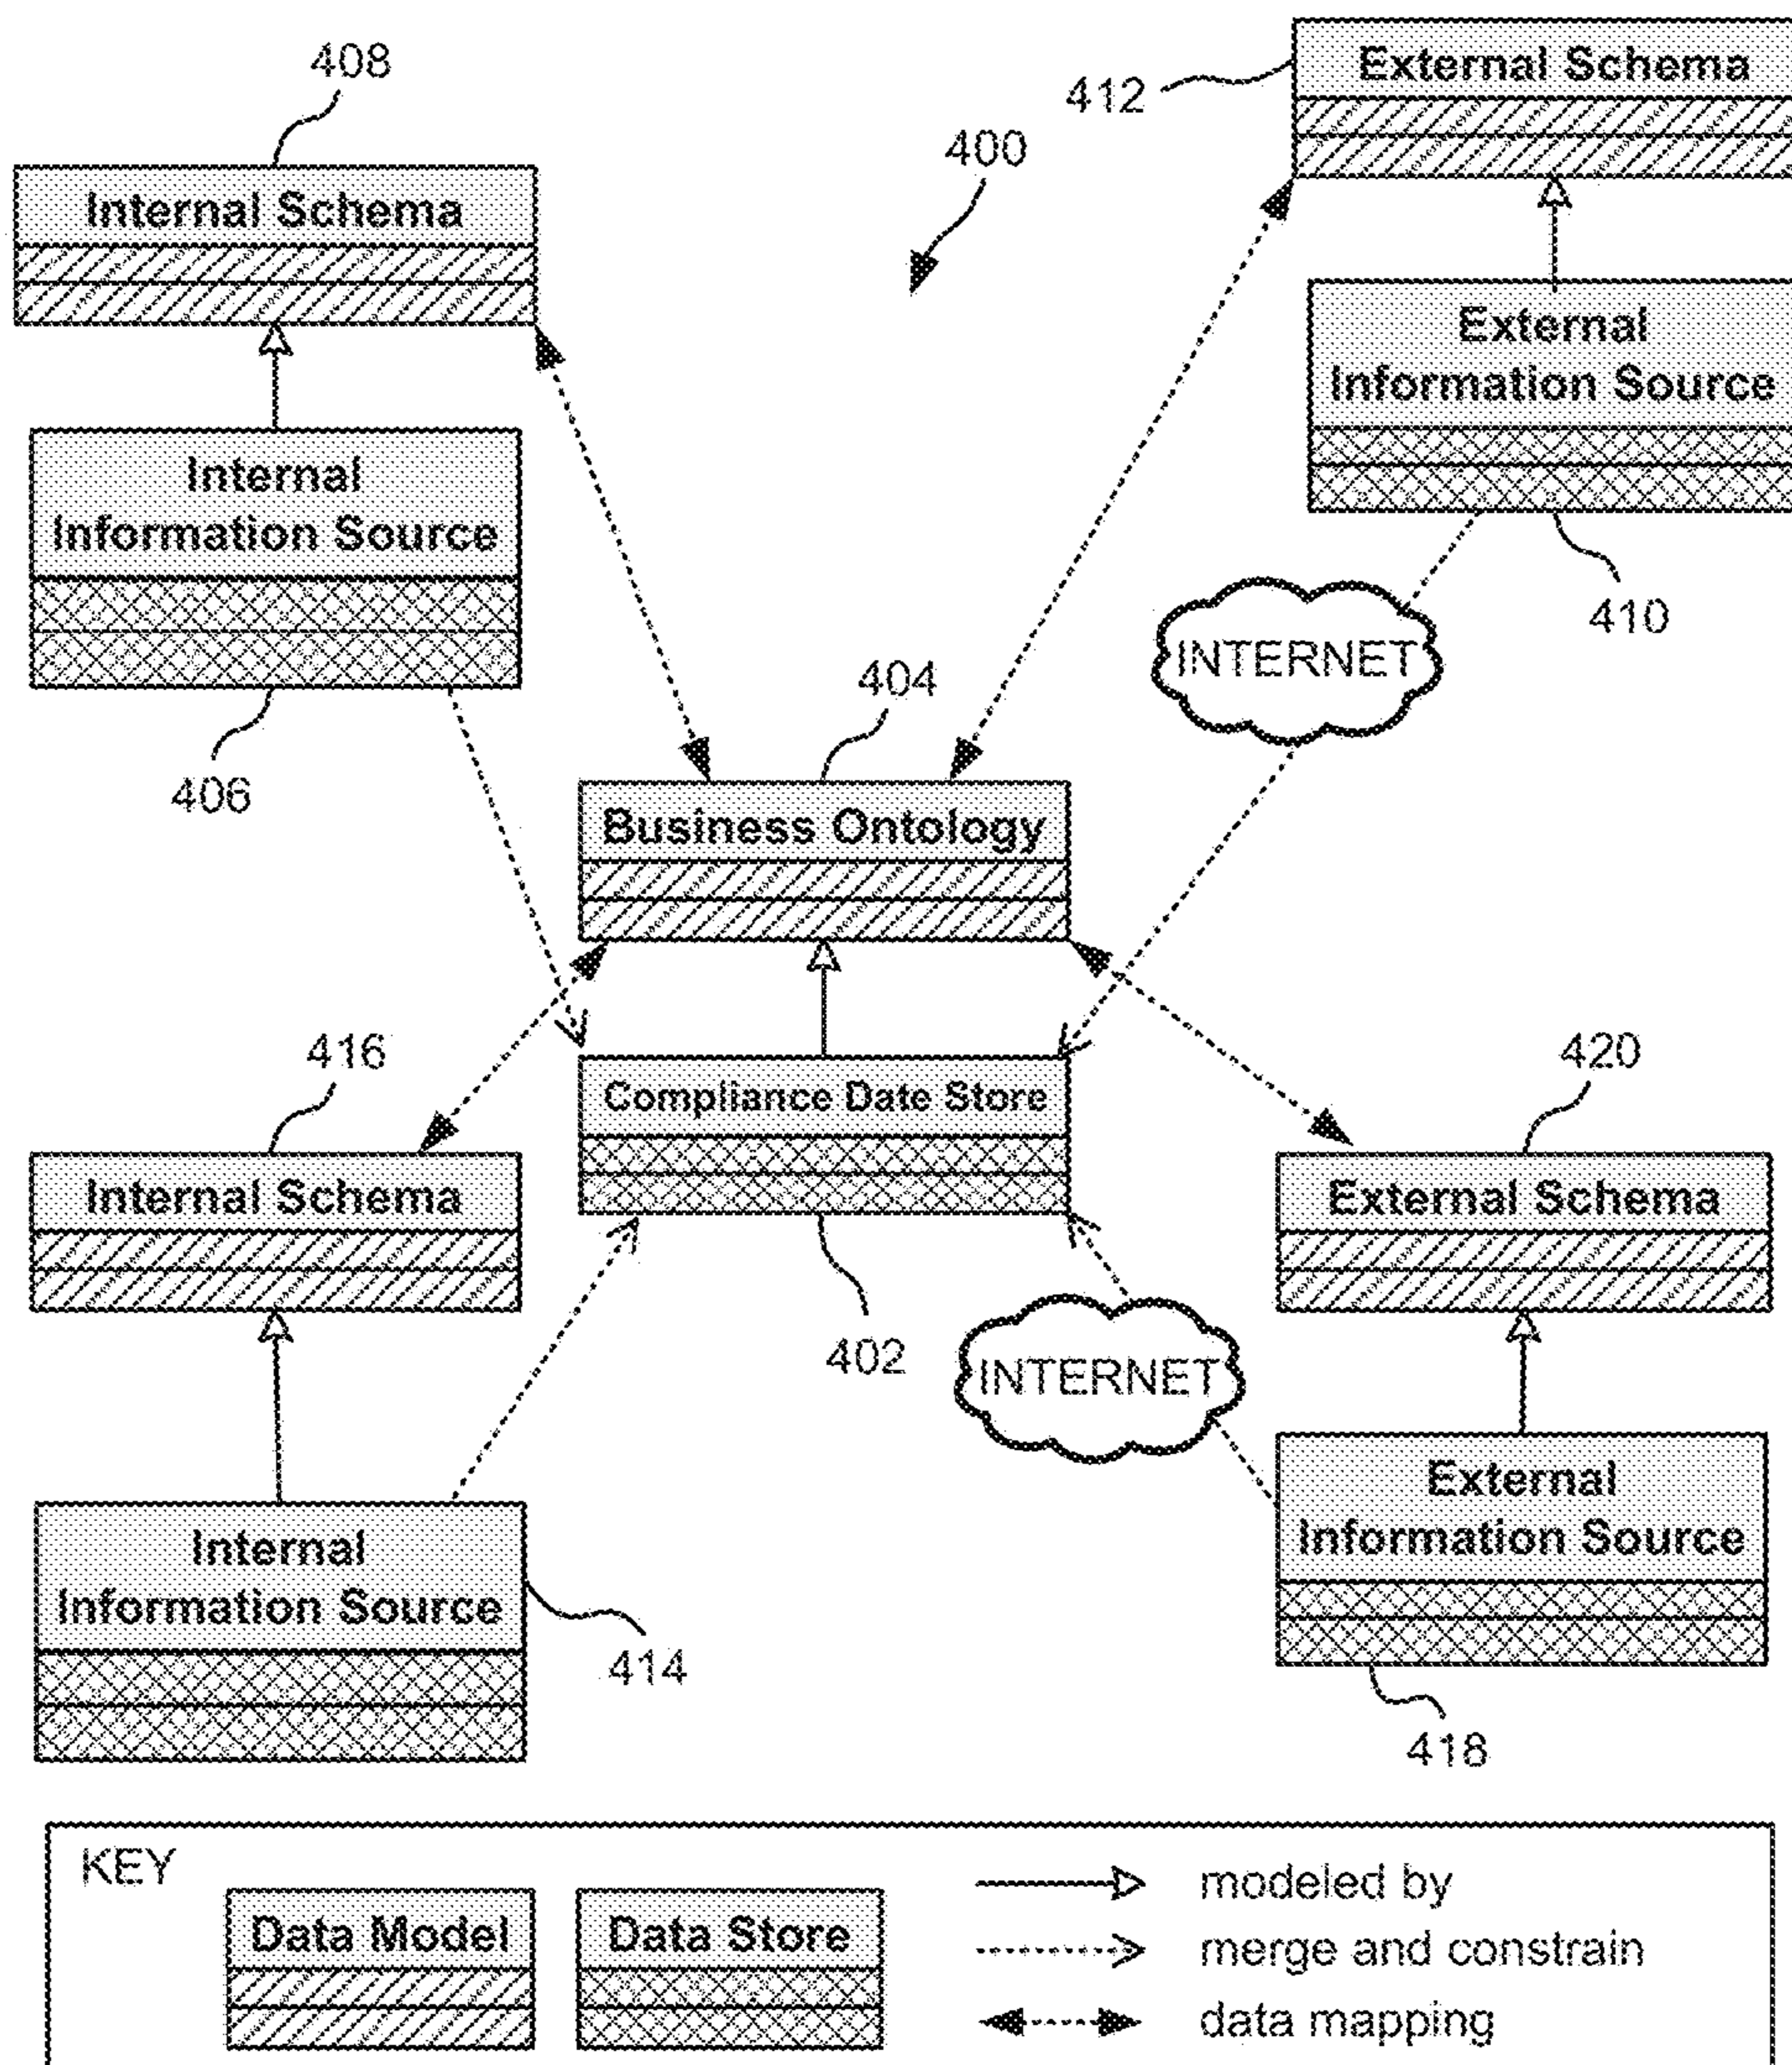 408
412
External Schema
400
Internal Schema
External
Information Source
Internal
Information Source
410
INTERNET
404
406
Business Ontology
416
420
Compliance Date Store
Internal Schema
External Schema
402
INTERNET
External
Information Source
Internal
Information Source
414
418
KEY
modeled by
Data Model
Data Store
merge and constrain
data mapping